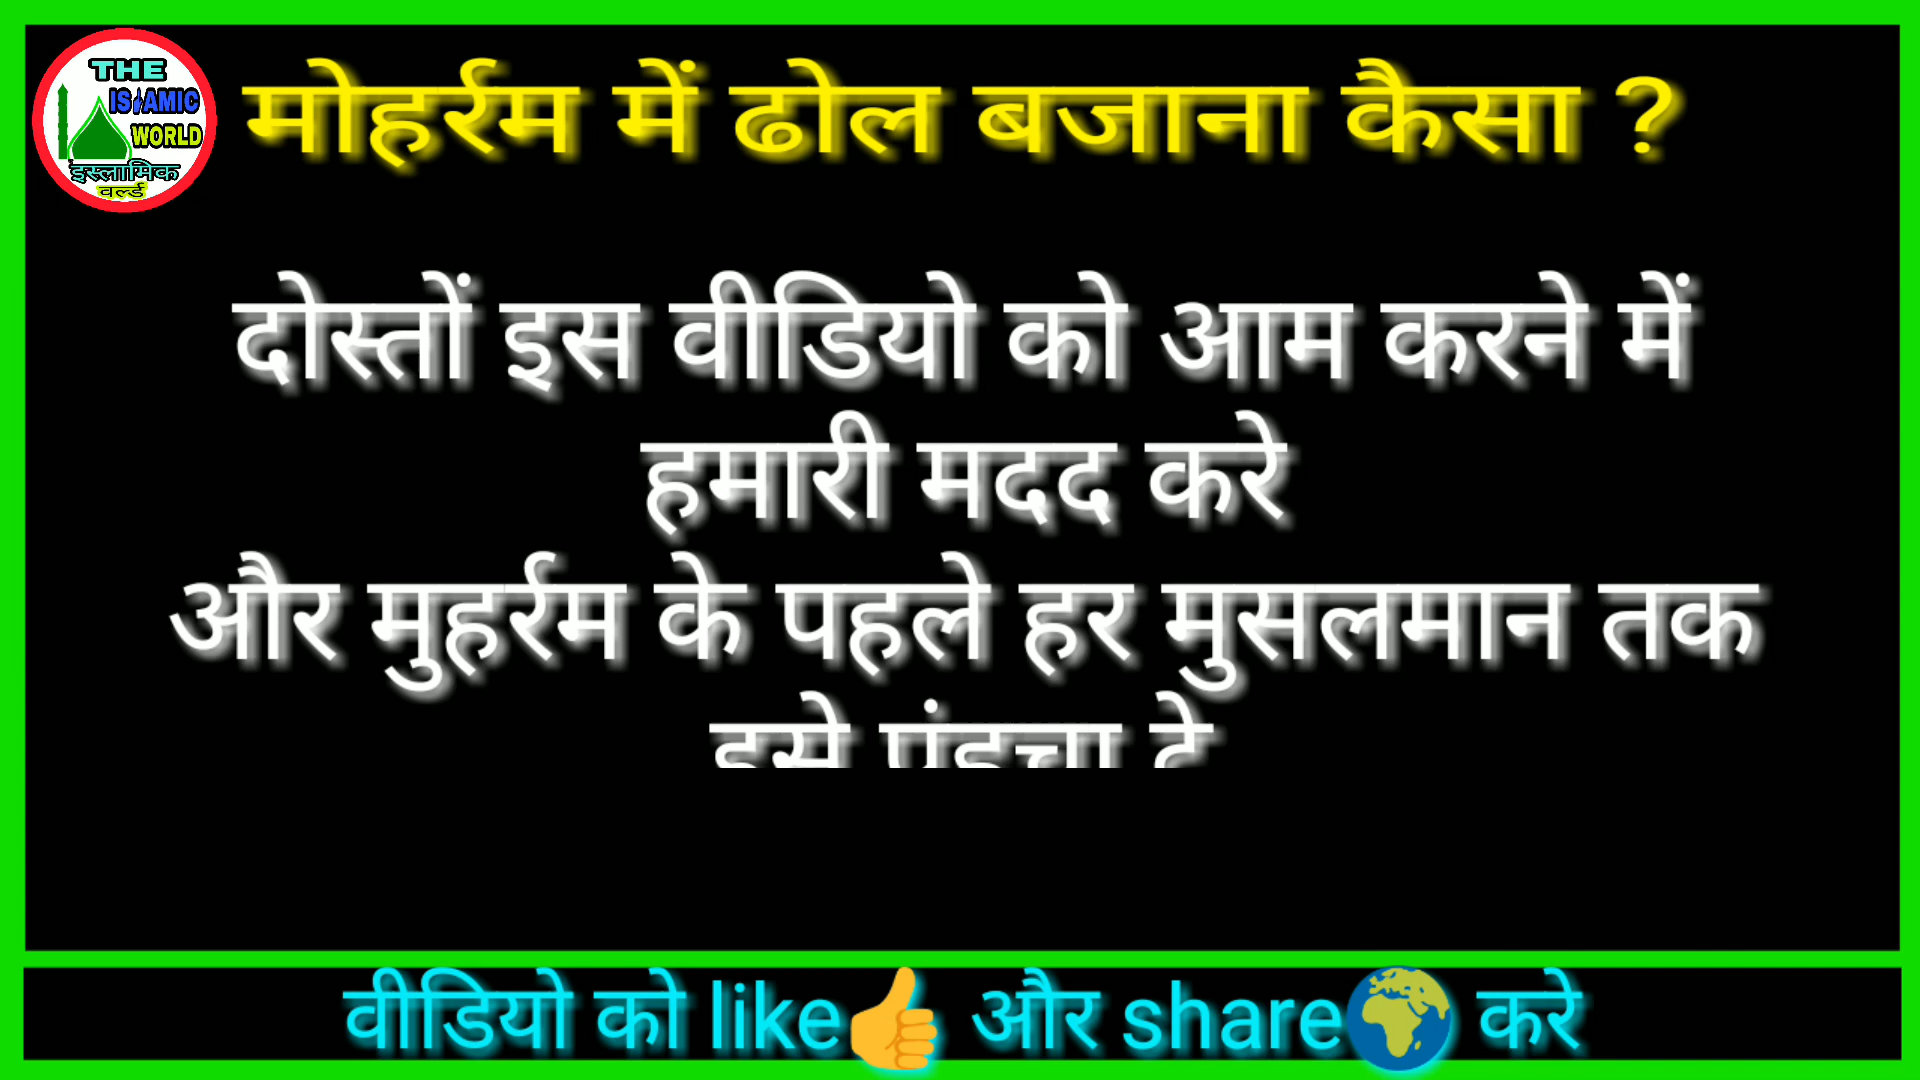 THE
ISLAMIC
WORLD
इस्लामिक
वर्ल्ड
मोहर्रम में ढोल बजाना कैसा ?
दोस्तों इस वीडियो को आम करने में
हमारी मदद करे
और मुहर्रम के पहले हर मुसलमान तक
इसे
वीडियो को like👍 और share🌍 करे